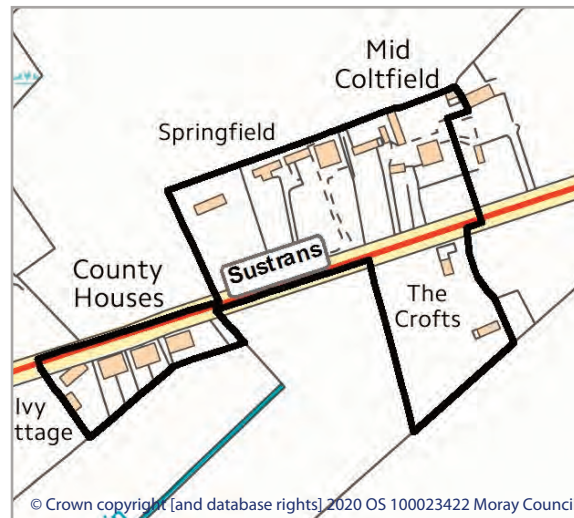 Mid
Coltfield
Springfield
Sustrans
County
Houses
The
Crofts
Ivy
ttage
© Crown copyright [and database rights] 2020 OS 100023422 Moray Counci